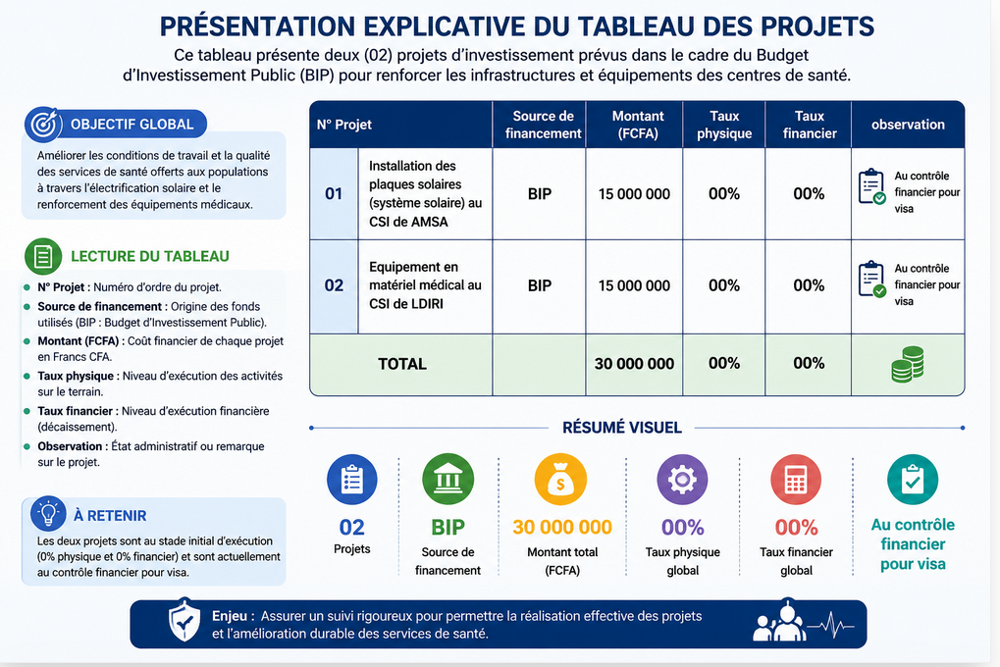 PRÉSENTATION EXPLICATIVE DU TABLEAU DES PROJETS
Ce tableau présente deux (02) projets d'investissement prévus dans le cadre du Budget
d'Investissement Public (BIP) pour renforcer les infrastructures et équipements des centres de santé.
OBJECTIF GLOBAL
Améliorer les conditions de travail et la qualité
des services de santé offerts aux populations
à travers l'électrification solaire et le
renforcement des équipements médicaux.
LECTURE DU TABLEAU
N° Projet : Numéro d'ordre du projet.
Source de financement : Origine des fonds
utilisés (BIP : Budget d'Investissement Public).
Montant (FCFA) : Coût financier de chaque projet
en Francs CFA.
Taux physique : Niveau d'exécution des activités
sur le terrain.
Taux financier : Niveau d'exécution financière
(décaissement).
Observation : État administratif ou remarque
sur le projet.
À RETENIR
Les deux projets sont au stade initial d'exécution
(0% physique et 0% financier) et sont actuellement
au contrôle financier pour visa.
N° Projet
Source de
financement
Montant
(FCFA)
Taux
physique
Taux
financier
observation
01
Installation des
plaques solaires
(système solaire) au
CSI de AMSA
BIP
15 000 000
00%
00%
Au contrôle
financier pour
visa
02
Equipement en
matériel médical au
CSI de LDIRI
BIP
15 000 000
00%
00%
Au contrôle
financier pour
visa
TOTAL
30 000 000
00%
00%
RÉSUMÉ VISUEL
02
Projets
BIP
Source de
financement
$
30 000 000
Montant total
(FCFA)
00%
Taux physique
global
00%
Taux financier
global
Au contrôle
financier
pour visa
Enjeu : Assurer un suivi rigoureux pour permettre la réalisation effective des projets
et l'amélioration durable des services de santé.